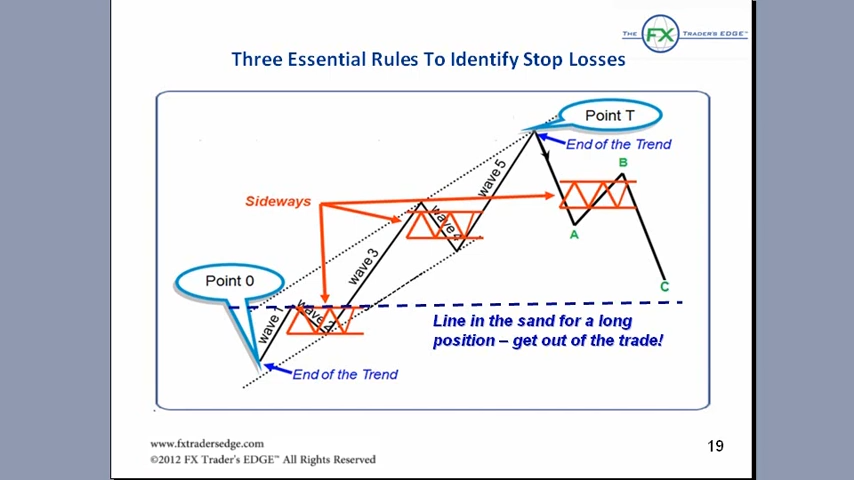 THE FX TRADER'S EDGE™
Three Essential Rules To Identify Stop Losses
Point T
End of the Trend
B
wave 5
Sideways
wave 4
A
wave 3
Point 0
C
wave 1
wave 2
Line in the sand for a long
position – get out of the trade!
End of the Trend
www.fxtradersedge.com
©2012 FX Trader's EDGE™ All Rights Reserved
19